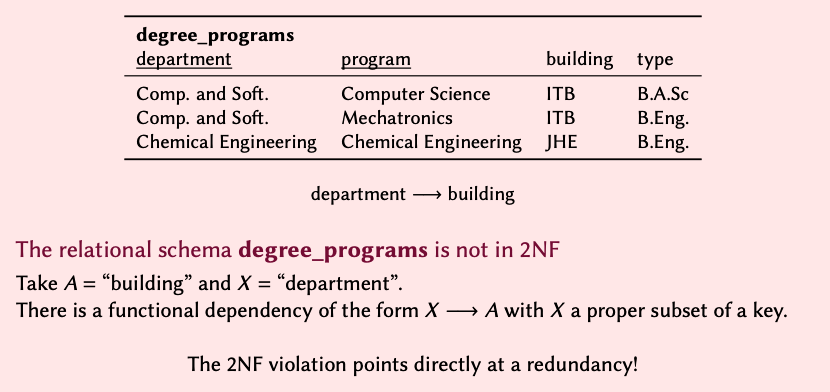 degree_programs
department program building type
Comp. and Soft. Computer Science ITB B.A.Sc
Comp. and Soft. Mechatronics ITB B.Eng.
Chemical Engineering Chemical Engineering JHE B.Eng.
department ⟶ building
The relational schema degree_programs is not in 2NF
Take A = “building” and X = “department”.
There is a functional dependency of the form X ⟶ A with X a proper subset of a key.
The 2NF violation points directly at a redundancy!